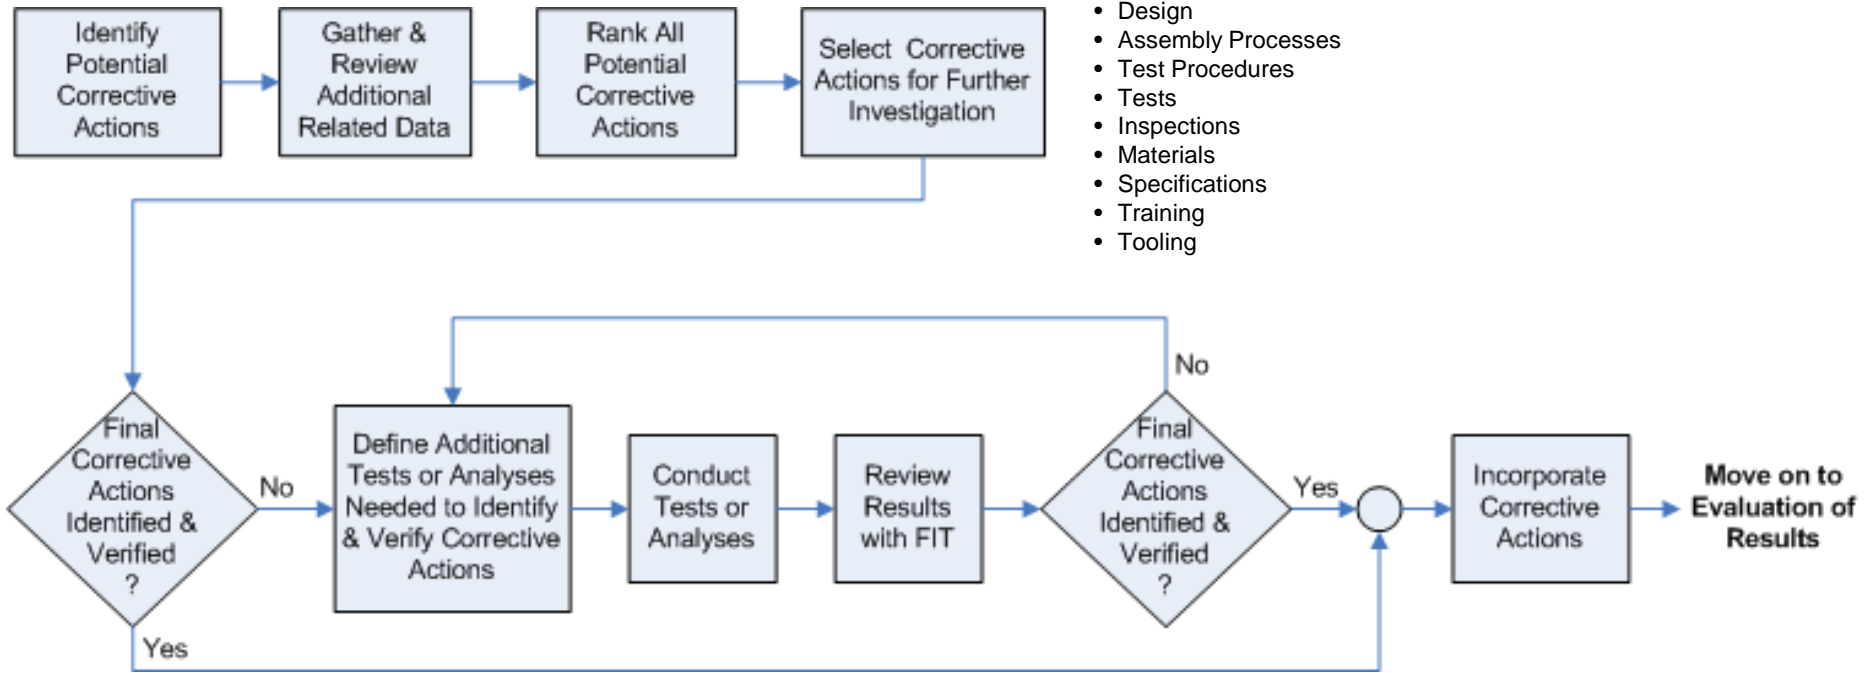 Identify
Potential
Corrective
Actions
Gather &
Review
Additional
Related Data
Rank All
Potential
Corrective
Actions
Select Corrective
Actions for Further
Investigation
• Design
• Assembly Processes
• Test Procedures
• Tests
• Inspections
• Materials
• Specifications
• Training
• Tooling
Final
Corrective
Actions
Identified &
Verified
?
No
Yes
Define Additional
Tests or Analyses
Needed to Identify
& Verify Corrective
Actions
Conduct
Tests or
Analyses
Review
Results
with FIT
Final
Corrective
Actions
Identified &
Verified
?
No
Yes
Incorporate
Corrective
Actions
Move on to
Evaluation of
Results